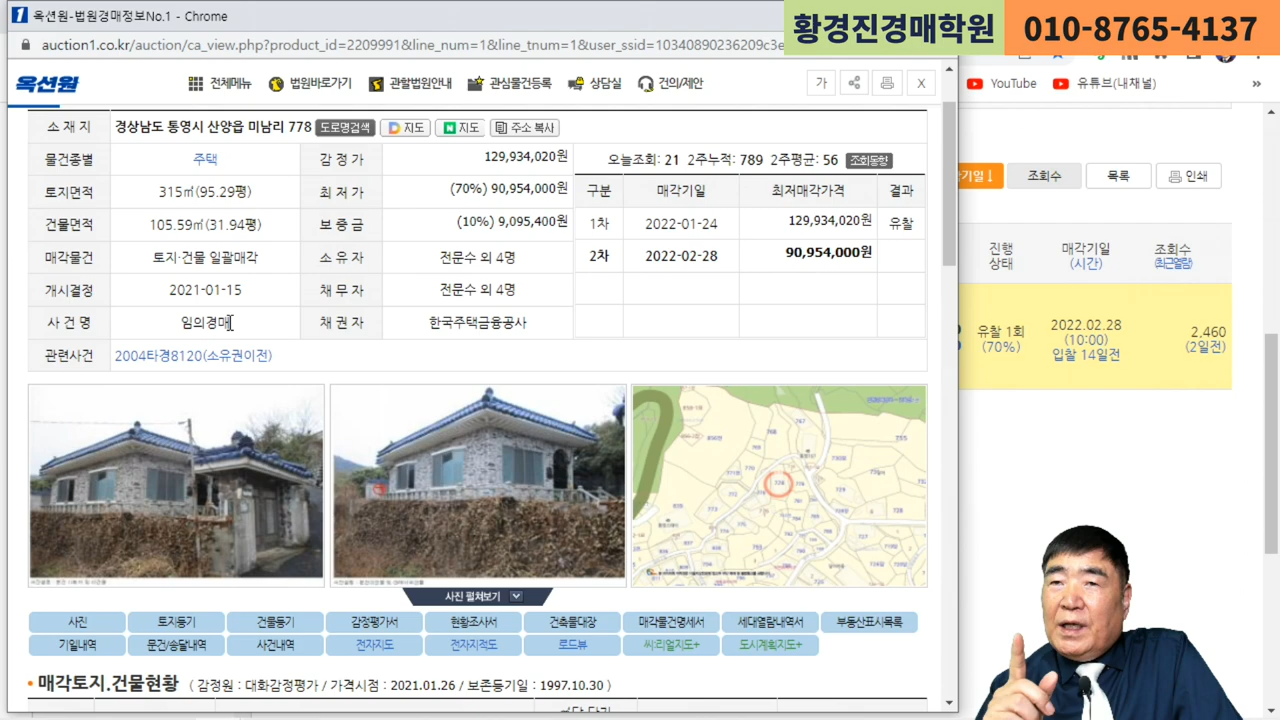 옥션원-법원경매정보No.1 - Chrome
황경진경매학원 010-8765-4137
auction1.co.kr/auction/ca_view.php?product_id=2209991&line_num=1&line_tnum=1&user_ssid=10340890236209c3e
옥션원 전체메뉴 법원바로가기 관할법원안내 관심물건등록 상담실 건의/제안 가 X
YouTube 유튜브(내채널) »
소 재 지 경상남도 통영시 산양읍 미남리 778 도로명검색 D 지도 N 지도 주소 복사
물건종별 주택 감 정 가 129,934,020원 오늘조회: 21 2주누적: 789 2주평균: 56 조회동향
토지면적 315㎡(95.29평) 최 저 가 (70%) 90,954,000원 구분 매각기일 최저매각가격 결과
건물면적 105.59㎡(31.94평) 보 증 금 (10%) 9,095,400원 1차 2022-01-24 129,934,020원 유찰
매각물건 토지·건물 일괄매각 소 유 자 전문수 외 4명 2차 2022-02-28 90,954,000원
개시결정 2021-01-15 채 무 자 전문수 외 4명
사 건 명 임의경매 채 권 자 한국주택금융공사
관련사건 2004타경8120(소유권이전)
기일↓ 조회수 목록 인쇄
진행 상태 매각기일 (시간) 조회수 (최근열람)
유찰 1회 (70%) 2022.02.28 (10:00) 입찰 14일전 2,460 (2일전)
사진 펼쳐보기
사진 토지등기 건물등기 감정평가서 현황조사서 건축물대장 매각물건명세서 세대열람내역서 부동산표시목록
기일내역 문건/송달내역 사건내역 전자지도 전자지적도 로드뷰 씨:리얼지도+ 도시계획지도+
• 매각토지.건물현황 ( 감정원 : 대화감정평가 / 가격시점 : 2021.01.26 / 보존등기일 : 1997.10.30 )